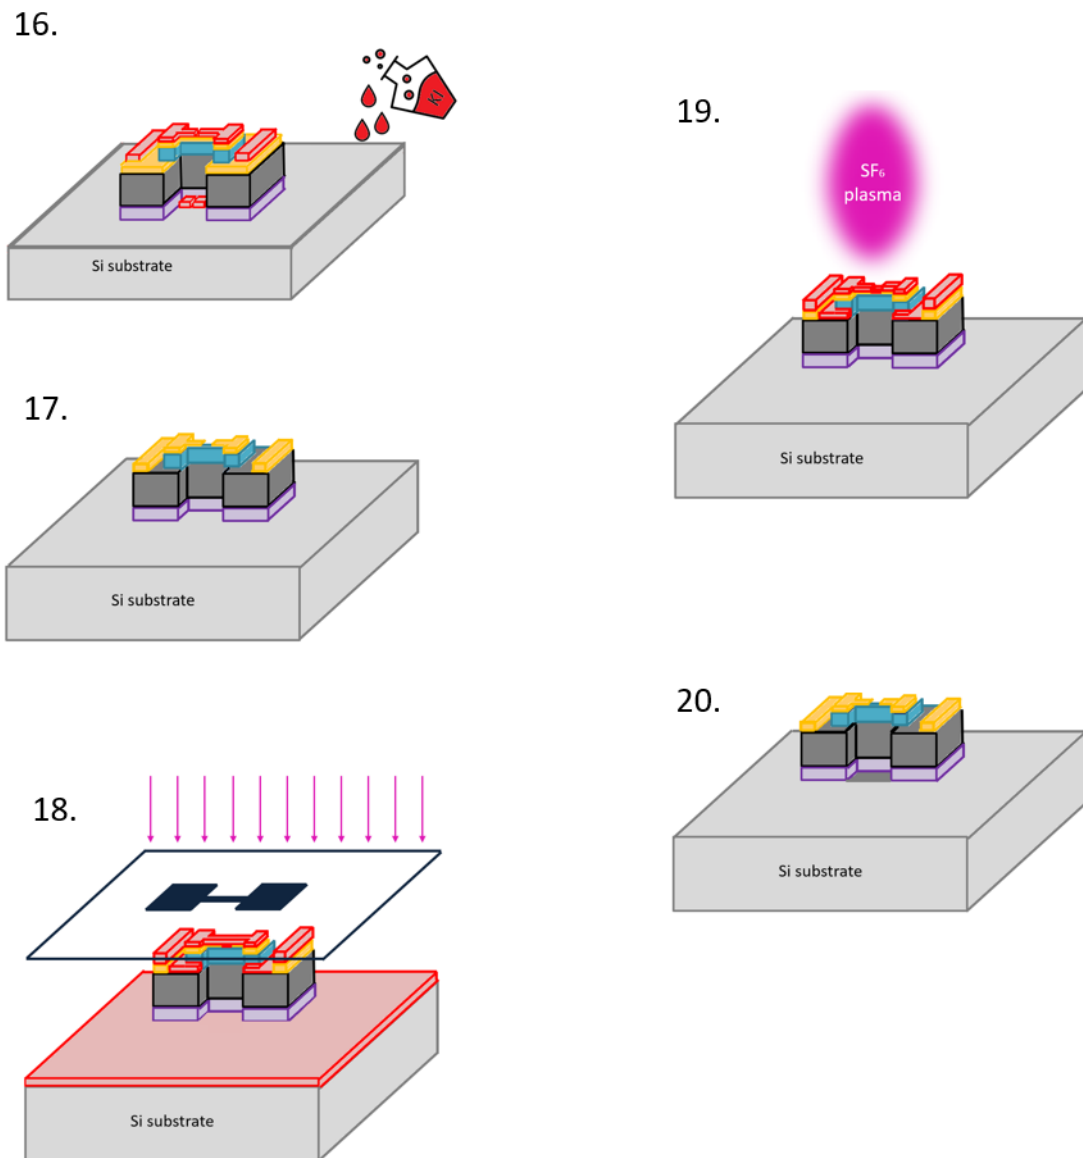 16.
KI
Si substrate
17.
Si substrate
18.
Si substrate
19.
SF₆
plasma
Si substrate
20.
Si substrate